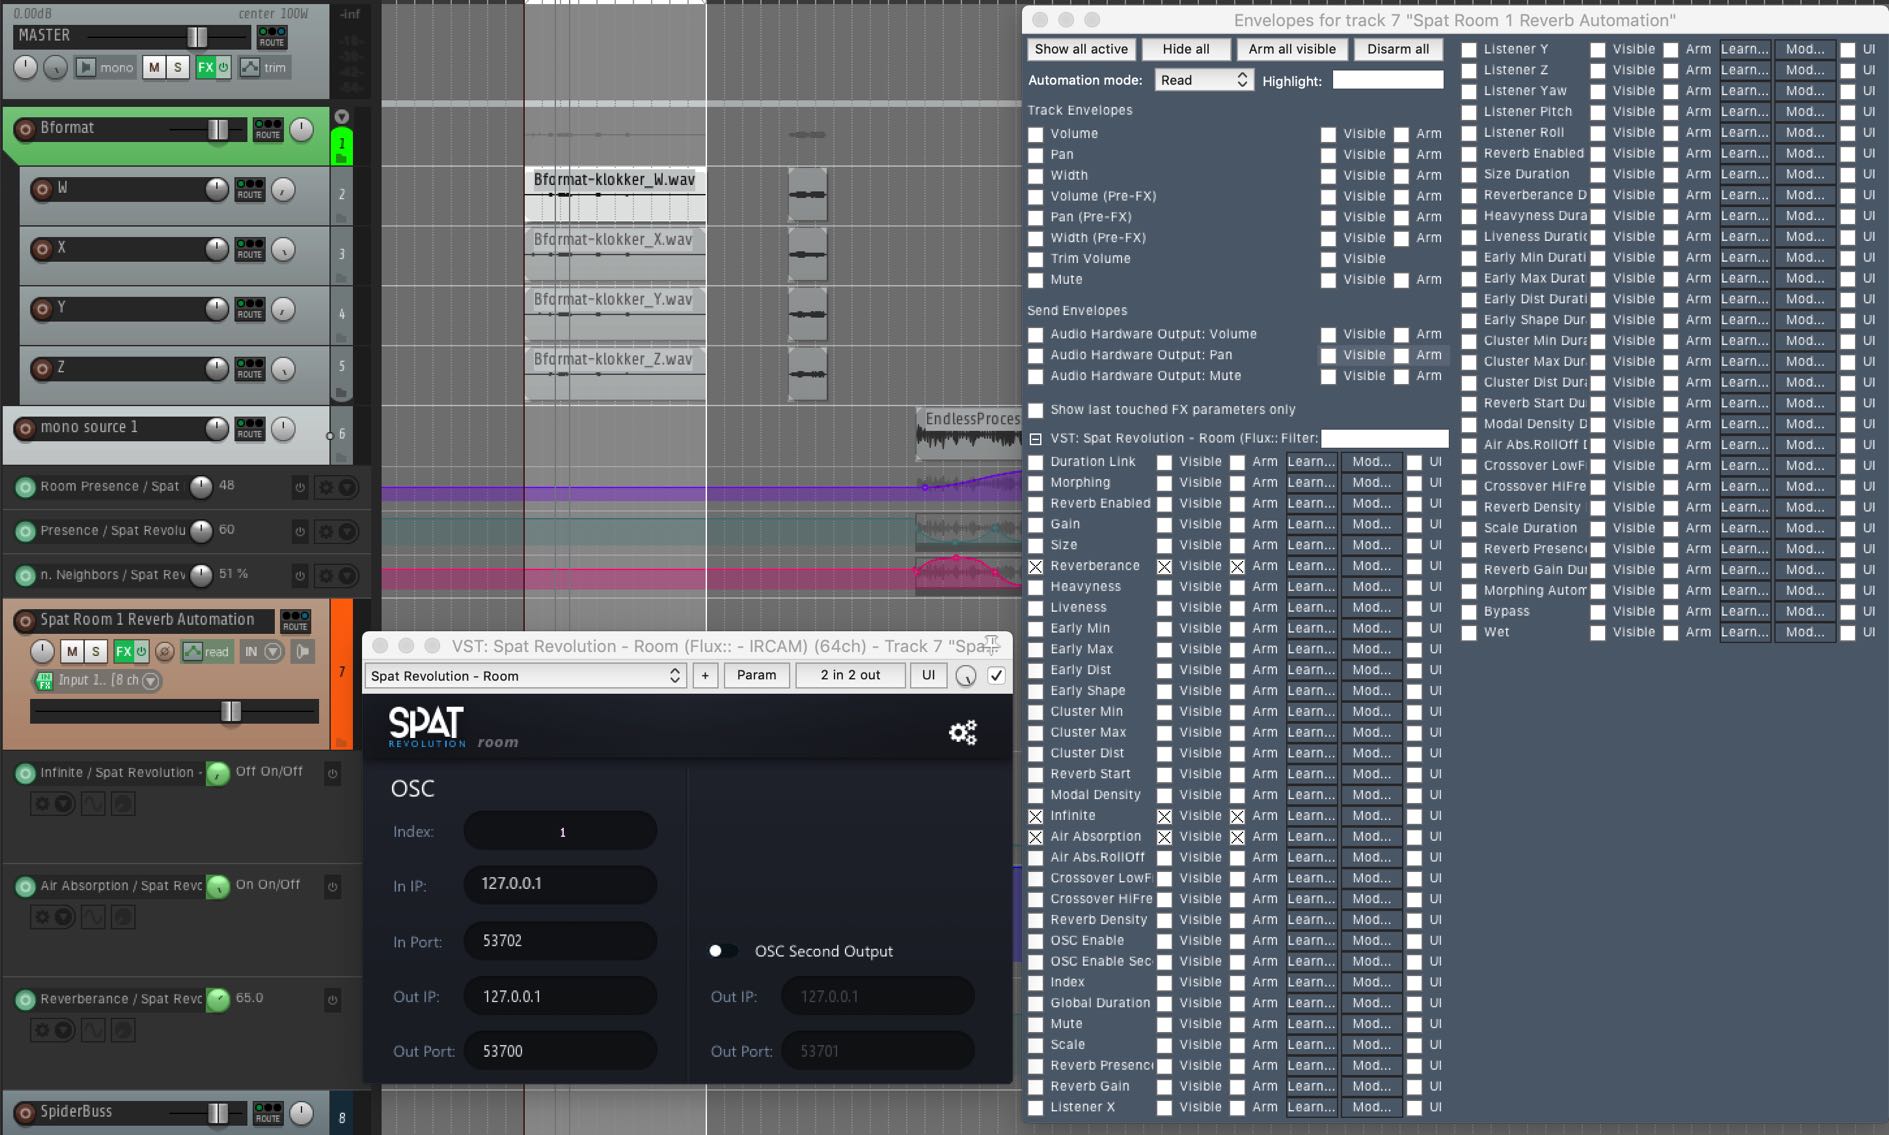 0.00dB center 100W -inf
MASTER ROUTE
mono M S FX trim
-18-
-30-
-42-
-54-
Bformat ROUTE 1
W ROUTE 2
X ROUTE 3
Y ROUTE 4
Z ROUTE 5
mono source 1 ROUTE 6
Room Presence / Spat 48
Presence / Spat Revolu 60
n. Neighbors / Spat Rev 51 %
Spat Room 1 Reverb Automation ROUTE
M S FX read IN 7
IN FX Input 1.. [8 ch
Infinite / Spat Revolution - Off On/Off
Air Absorption / Spat Revc On On/Off
Reverberance / Spat Revc 65.0
SpiderBuss ROUTE 8
Bformat-klokker_W.wav
Bformat-klokker_X.wav
Bformat-klokker_Y.wav
Bformat-klokker_Z.wav
EndlessProces
VST: Spat Revolution - Room (Flux:: - IRCAM) (64ch) - Track 7 "Spa
Spat Revolution - Room + Param 2 in 2 out UI
SPAT
REVOLUTION room
OSC
Index: 1
In IP: 127.0.0.1
In Port: 53702
Out IP: 127.0.0.1
Out Port: 53700
OSC Second Output
Out IP: 127.0.0.1
Out Port: 53701
Envelopes for track 7 "Spat Room 1 Reverb Automation"
Show all active Hide all Arm all visible Disarm all
Automation mode: Read Highlight:
Track Envelopes
Volume Visible Arm
Pan Visible Arm
Width Visible Arm
Volume (Pre-FX) Visible Arm
Pan (Pre-FX) Visible Arm
Width (Pre-FX) Visible Arm
Trim Volume Visible
Mute Visible Arm
Send Envelopes
Audio Hardware Output: Volume Visible Arm
Audio Hardware Output: Pan Visible Arm
Audio Hardware Output: Mute Visible Arm
Show last touched FX parameters only
VST: Spat Revolution - Room (Flux:: Filter:
Duration Link Visible Arm Learn... Mod... UI
Morphing Visible Arm Learn... Mod... UI
Reverb Enabled Visible Arm Learn... Mod... UI
Gain Visible Arm Learn... Mod... UI
Size Visible Arm Learn... Mod... UI
Reverberance Visible Arm Learn... Mod... UI
Heavyness Visible Arm Learn... Mod... UI
Liveness Visible Arm Learn... Mod... UI
Early Min Visible Arm Learn... Mod... UI
Early Max Visible Arm Learn... Mod... UI
Early Dist Visible Arm Learn... Mod... UI
Early Shape Visible Arm Learn... Mod... UI
Cluster Min Visible Arm Learn... Mod... UI
Cluster Max Visible Arm Learn... Mod... UI
Cluster Dist Visible Arm Learn... Mod... UI
Reverb Start Visible Arm Learn... Mod... UI
Modal Density Visible Arm Learn... Mod... UI
Infinite Visible Arm Learn... Mod... UI
Air Absorption Visible Arm Learn... Mod... UI
Air Abs.RollOff Visible Arm Learn... Mod... UI
Crossover LowF Visible Arm Learn... Mod... UI
Crossover HiFre Visible Arm Learn... Mod... UI
Reverb Density Visible Arm Learn... Mod... UI
OSC Enable Visible Arm Learn... Mod... UI
OSC Enable Sec Visible Arm Learn... Mod... UI
Index Visible Arm Learn... Mod... UI
Global Duration Visible Arm Learn... Mod... UI
Mute Visible Arm Learn... Mod... UI
Scale Visible Arm Learn... Mod... UI
Reverb Presenc Visible Arm Learn... Mod... UI
Reverb Gain Visible Arm Learn... Mod... UI
Listener X Visible Arm Learn... Mod... UI
Listener Y Visible Arm Learn... Mod... UI
Listener Z Visible Arm Learn... Mod... UI
Listener Yaw Visible Arm Learn... Mod... UI
Listener Pitch Visible Arm Learn... Mod... UI
Listener Roll Visible Arm Learn... Mod... UI
Reverb Enabled Visible Arm Learn... Mod... UI
Size Duration Visible Arm Learn... Mod... UI
Reverberance D Visible Arm Learn... Mod... UI
Heavyness Dura Visible Arm Learn... Mod... UI
Liveness Duratic Visible Arm Learn... Mod... UI
Early Min Durati Visible Arm Learn... Mod... UI
Early Max Durat Visible Arm Learn... Mod... UI
Early Dist Durati Visible Arm Learn... Mod... UI
Early Shape Dur Visible Arm Learn... Mod... UI
Cluster Min Dura Visible Arm Learn... Mod... UI
Cluster Max Dur Visible Arm Learn... Mod... UI
Cluster Dist Dura Visible Arm Learn... Mod... UI
Reverb Start Du Visible Arm Learn... Mod... UI
Modal Density D Visible Arm Learn... Mod... UI
Air Abs.RollOff D Visible Arm Learn... Mod... UI
Crossover LowF Visible Arm Learn... Mod... UI
Crossover HiFre Visible Arm Learn... Mod... UI
Reverb Density Visible Arm Learn... Mod... UI
Scale Duration Visible Arm Learn... Mod... UI
Reverb Presenc Visible Arm Learn... Mod... UI
Reverb Gain Du Visible Arm Learn... Mod... UI
Morphing Autom Visible Arm Learn... Mod... UI
Bypass Visible Arm Learn... Mod... UI
Wet Visible Arm Learn... Mod... UI